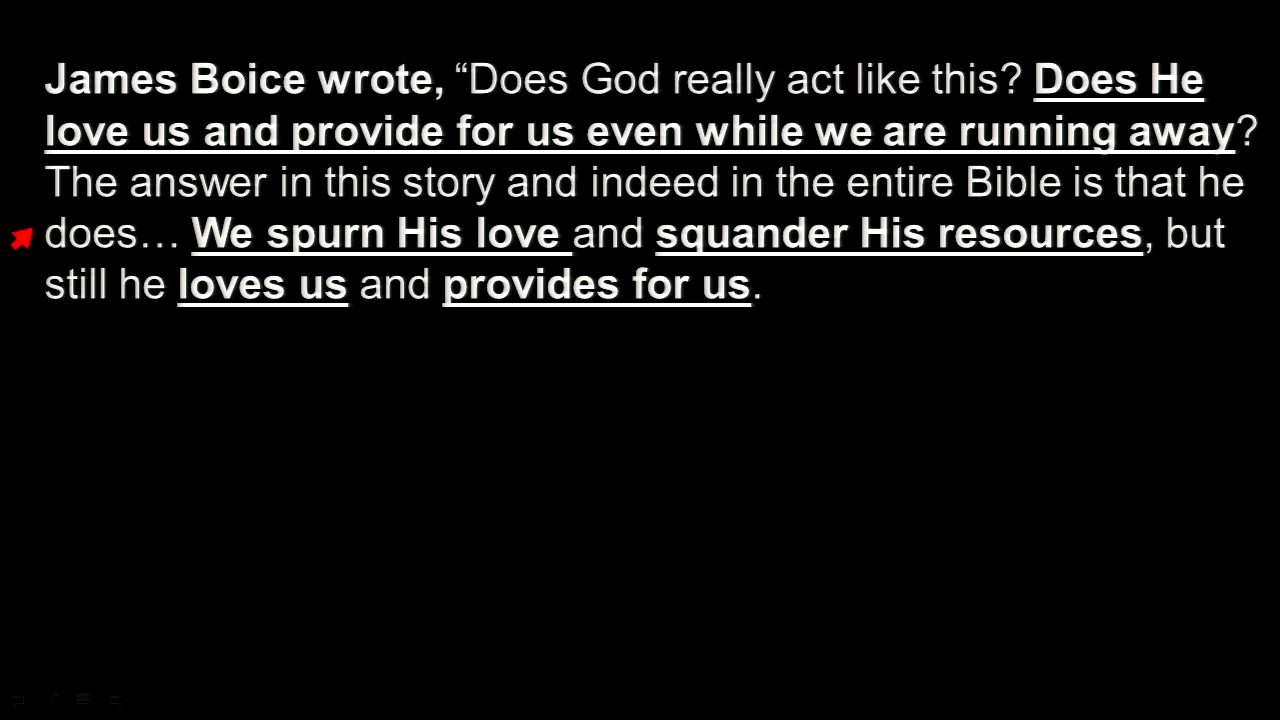 James Boice wrote, “Does God really act like this? Does He
love us and provide for us even while we are running away?
The answer in this story and indeed in the entire Bible is that he
does… We spurn His love and squander His resources, but
still he loves us and provides for us.